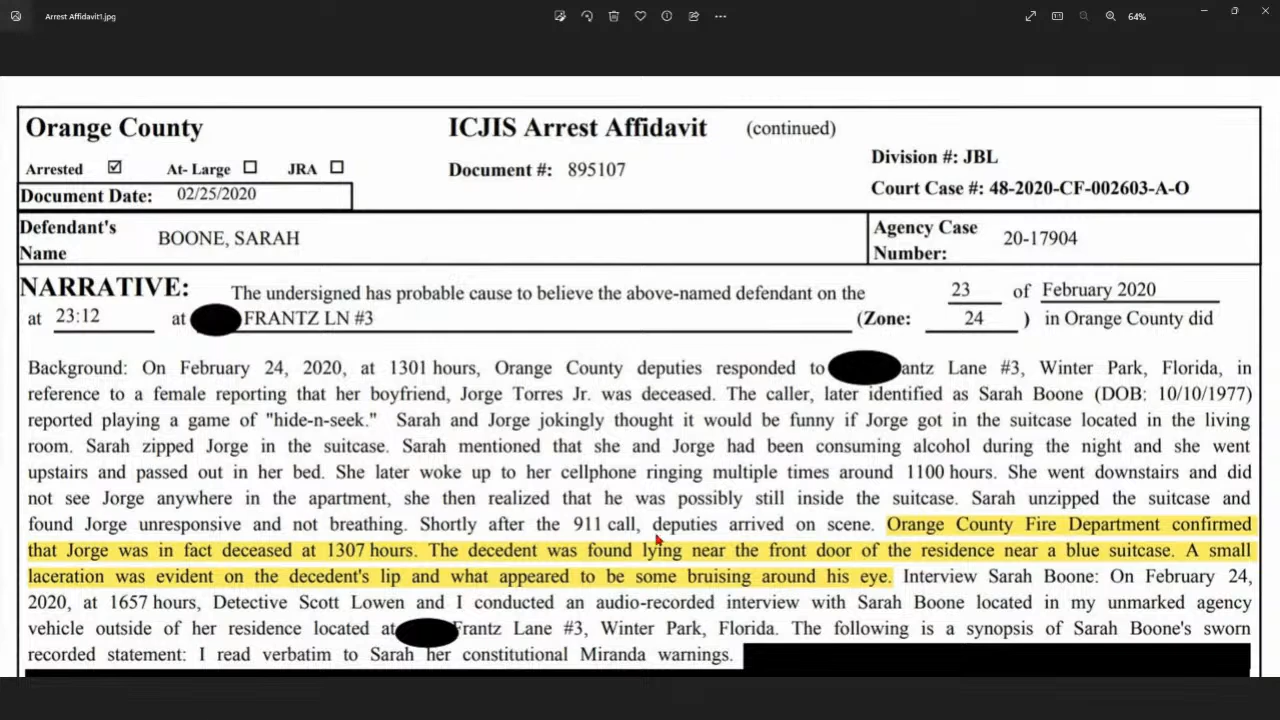 Arrest Affidavit1.jpg
64%
Orange County ICJIS Arrest Affidavit (continued)
Arrested At- Large JRA Document #: 895107 Division #: JBL
Document Date: 02/25/2020 Court Case #: 48-2020-CF-002603-A-O
Defendant's Name BOONE, SARAH Agency Case Number: 20-17904
NARRATIVE: The undersigned has probable cause to believe the above-named defendant on the 23 of February 2020
at 23:12 at FRANTZ LN #3 (Zone: 24 ) in Orange County did
Background: On February 24, 2020, at 1301 hours, Orange County deputies responded to antz Lane #3, Winter Park, Florida, in
reference to a female reporting that her boyfriend, Jorge Torres Jr. was deceased. The caller, later identified as Sarah Boone (DOB: 10/10/1977)
reported playing a game of "hide-n-seek." Sarah and Jorge jokingly thought it would be funny if Jorge got in the suitcase located in the living
room. Sarah zipped Jorge in the suitcase. Sarah mentioned that she and Jorge had been consuming alcohol during the night and she went
upstairs and passed out in her bed. She later woke up to her cellphone ringing multiple times around 1100 hours. She went downstairs and did
not see Jorge anywhere in the apartment, she then realized that he was possibly still inside the suitcase. Sarah unzipped the suitcase and
found Jorge unresponsive and not breathing. Shortly after the 911 call, deputies arrived on scene. Orange County Fire Department confirmed
that Jorge was in fact deceased at 1307 hours. The decedent was found lying near the front door of the residence near a blue suitcase. A small
laceration was evident on the decedent's lip and what appeared to be some bruising around his eye. Interview Sarah Boone: On February 24,
2020, at 1657 hours, Detective Scott Lowen and I conducted an audio-recorded interview with Sarah Boone located in my unmarked agency
vehicle outside of her residence located at Frantz Lane #3, Winter Park, Florida. The following is a synopsis of Sarah Boone's sworn
recorded statement: I read verbatim to Sarah her constitutional Miranda warnings.